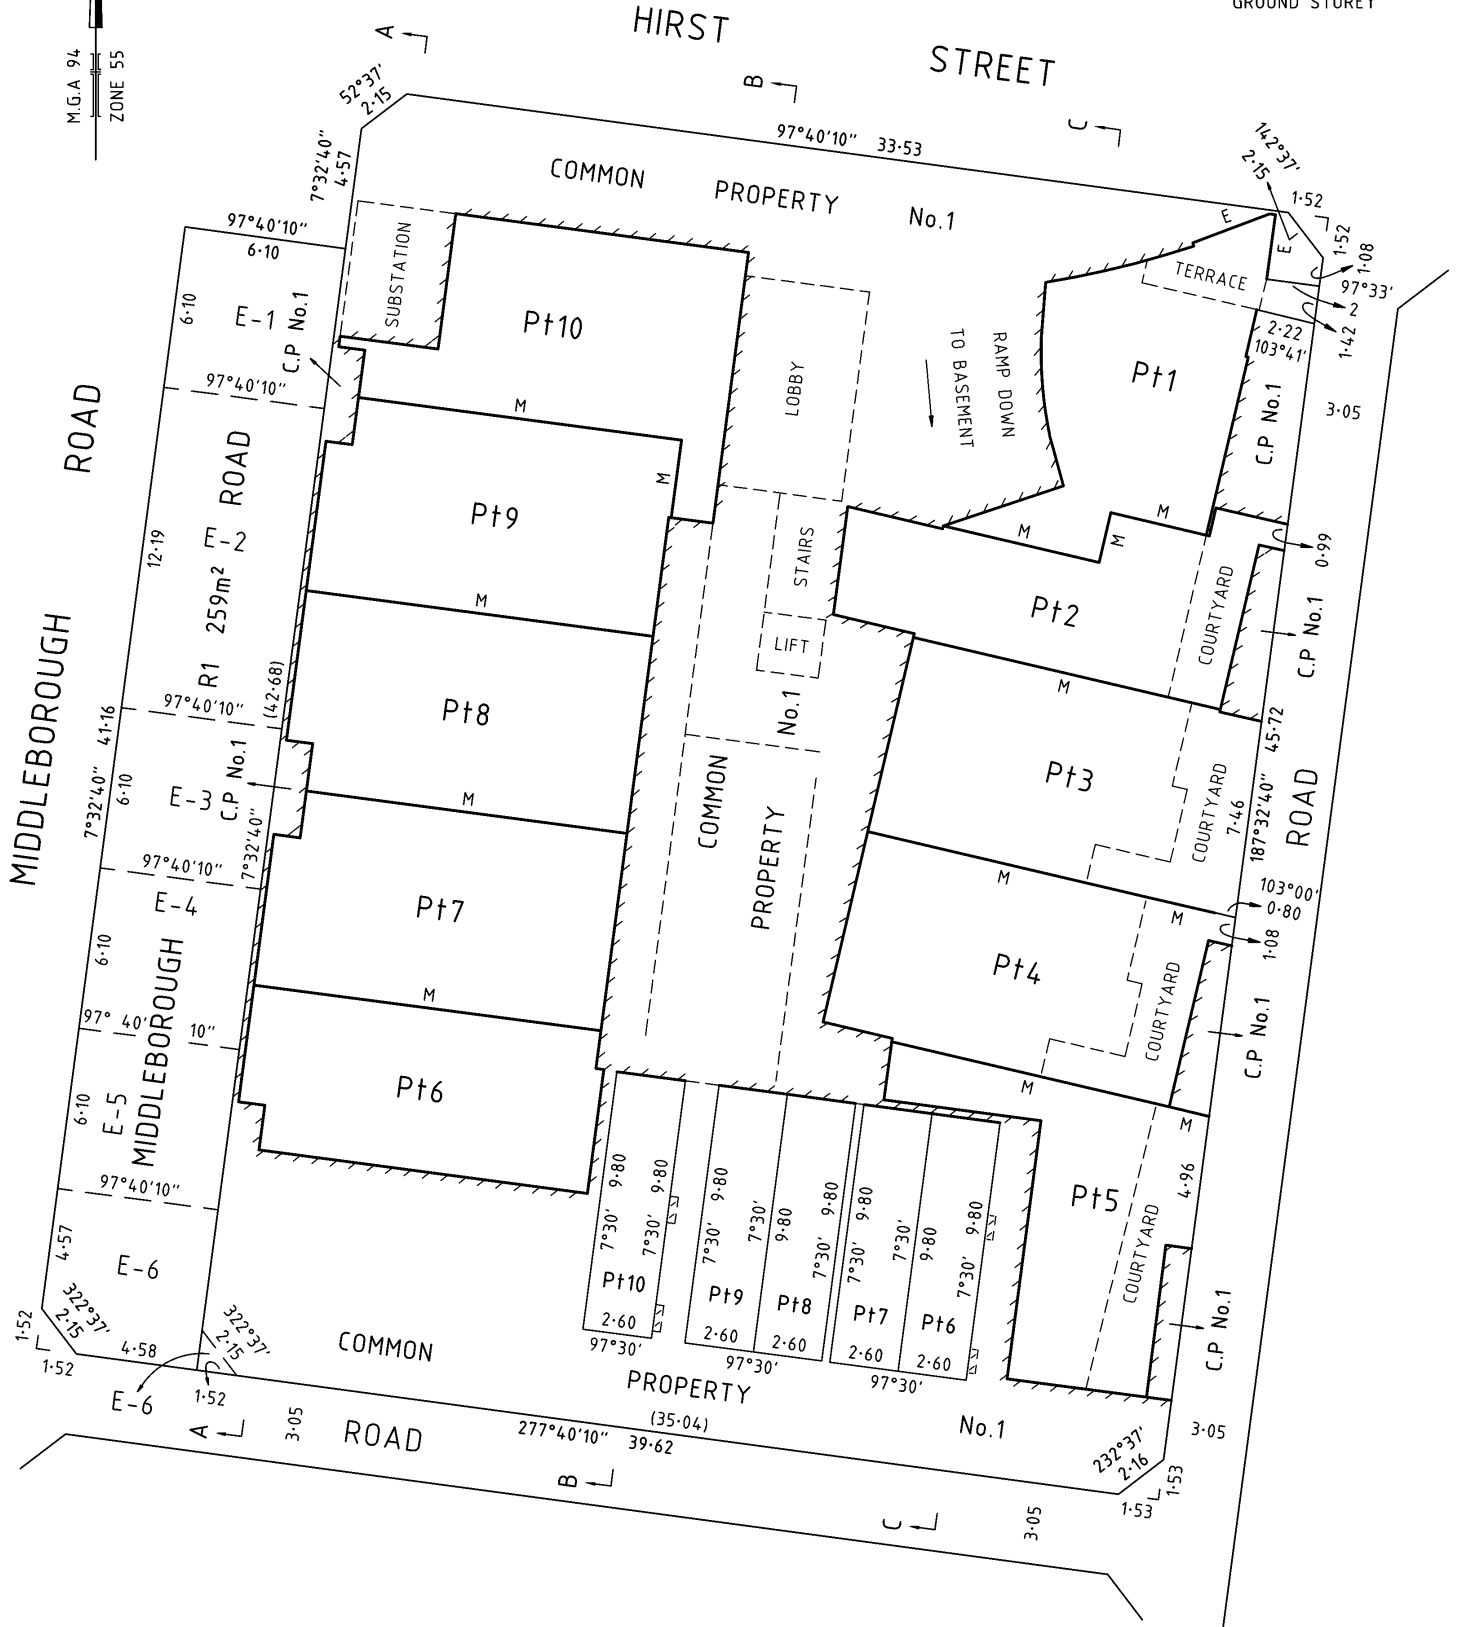 GROUND STOREY
M.G.A 94
ZONE 55
HIRST
STREET
A
B
C
52°37'
2·15
97°40'10" 33·53
142°37'
2·15
1·52
1·52
1·08
7°32'40"
4·57
COMMON
PROPERTY
No.1
E
E
97°33'
2
1·42
2·22
103°41'
3·05
97°40'10"
6·10
6·10
E-1
C.P No.1
SUBSTATION
Pt10
LOBBY
RAMP DOWN
TO BASEMENT
TERRACE
Pt1
C.P No.1
97°40'10"
M
M
ROAD
ROAD
E-2
12·19
259m²
R1
Pt9
STAIRS
M
M
M
0·99
M
Pt2
COURTYARD
C.P No.1
LIFT
No.1
MIDDLEBOROUGH
(42·68)
97°40'10"
Pt8
M
45·72
41·16
7°32'40"
6·10
E-3
C.P No.1
7°32'40"
M
COMMON
PROPERTY
Pt3
COURTYARD
7·46
187°32'40"
ROAD
97°40'10"
E-4
Pt7
M
M
103°00'
0·80
1·08
6·10
MIDDLEBOROUGH
97° 40' 10"
M
Pt4
COURTYARD
C.P No.1
6·10
E-5
Pt6
M
M
97°40'10"
4·57
E-6
9·80
7°30'
9·80
7°30'
Pt10
2·60
97°30'
9·80
7°30'
7°30'
9·80
Pt9
2·60
Pt8
2·60
97°30'
9·80
7°30'
9·80
7°30'
7°30'
9·80
Pt7
2·60
9·80
7°30'
Pt6
2·60
97°30'
Pt5
COURTYARD
4·96
C.P No.1
322°37'
2·15
1·52
1·52
4·58
322°37'
2·15
E-6
1·52
COMMON
PROPERTY
No.1
A
3·05
ROAD
(35·04)
277°40'10" 39·62
B
C
3·05
232°37'
2·16
1·53
1·53
3·05